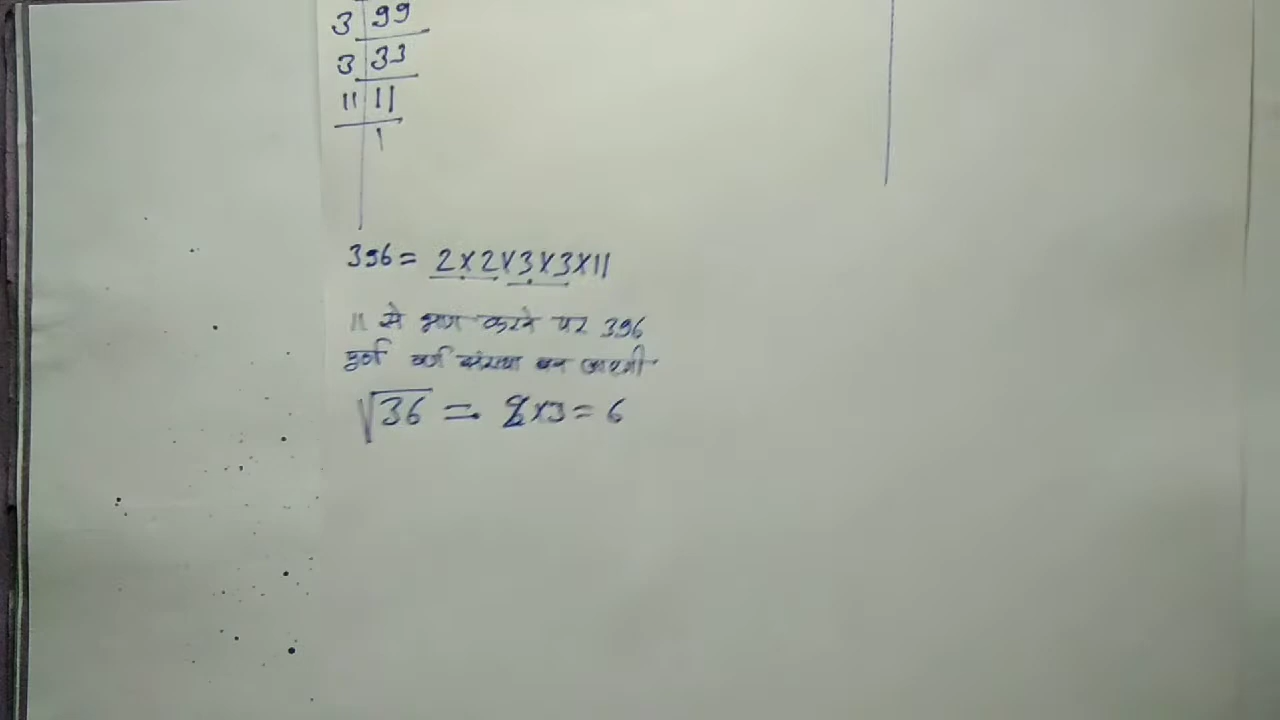 3 | 99
3 | 33
11 | 11
1
396 = 2×2×3×3×11
11 से भाग करने पर 396
पूर्ण वर्ग संख्या बन जाएगी
√36 = 2×3 = 6